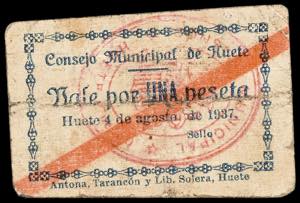 Consejo Municipal de Huete
Vale por UNA peseta
Huete 4 de agosto, de 1937.
Sello
Antona, Tarancón y Lib. Solera, Huete